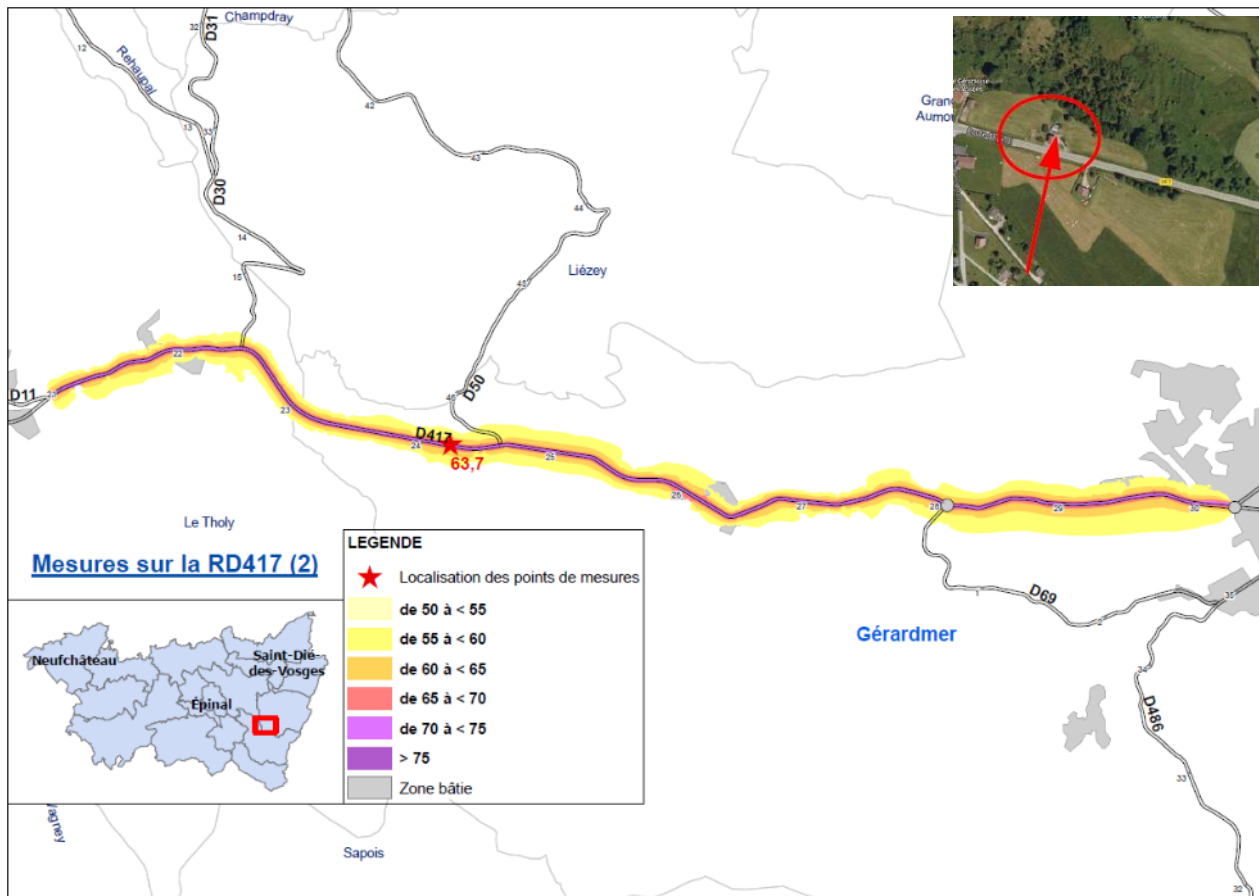 Champdray
D31
32
12
Rehaupal
42
13
33
43
D30
14
44
15
Liézey
45
22
D11
23
46
D50
23
D417
24
25
63,7
26
27
28
29
30
Le Tholy
Mesures sur la RD417 (2)
LEGENDE
Localisation des points de mesures
de 50 à < 55
de 55 à < 60
de 60 à < 65
de 65 à < 70
de 70 à < 75
> 75
Zone bâtie
Neufchâteau
Saint-Dié-
des-Vosges
Épinal
1
D69
2
35
Gérardmer
34
D486
33
32
Sapois